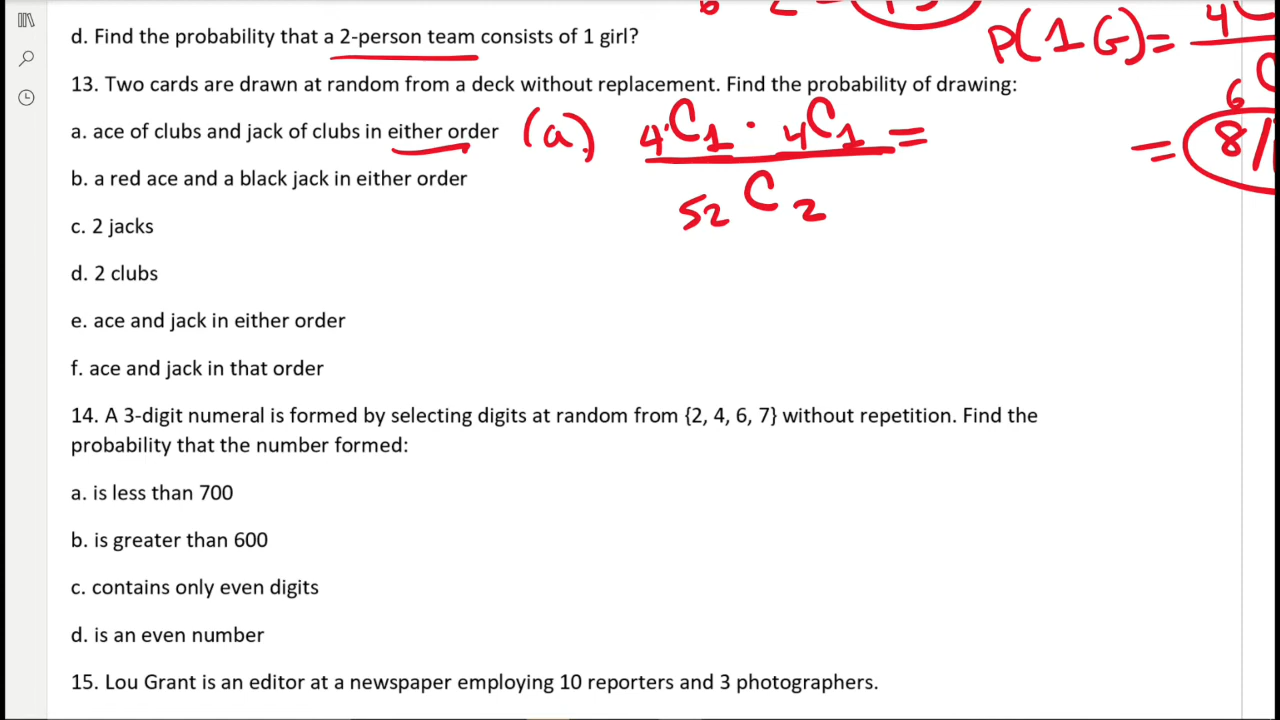 d. Find the probability that a 2-person team consists of 1 girl?
P(1G)=
13. Two cards are drawn at random from a deck without replacement. Find the probability of drawing:
a. ace of clubs and jack of clubs in either order
(a.) 4C1 · 4C1 =
52C2
= 8/
b. a red ace and a black jack in either order
c. 2 jacks
d. 2 clubs
e. ace and jack in either order
f. ace and jack in that order
14. A 3-digit numeral is formed by selecting digits at random from {2, 4, 6, 7} without repetition. Find the
probability that the number formed:
a. is less than 700
b. is greater than 600
c. contains only even digits
d. is an even number
15. Lou Grant is an editor at a newspaper employing 10 reporters and 3 photographers.